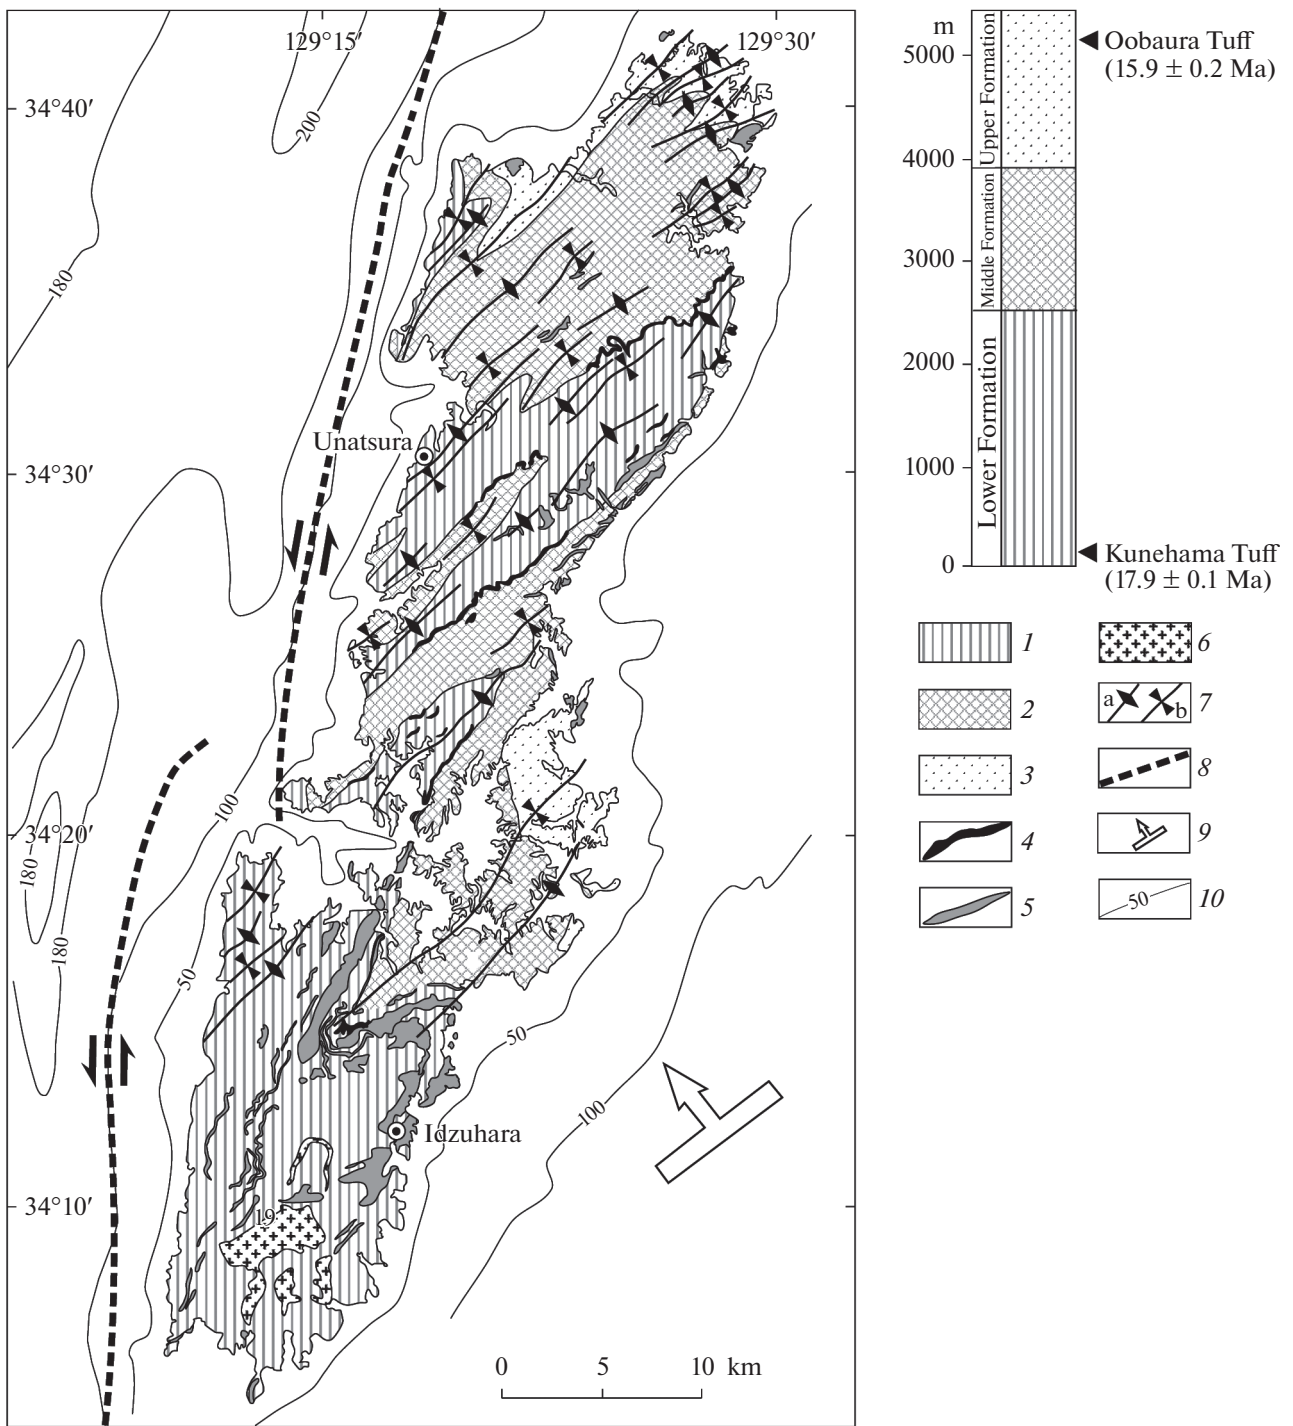 129°15′
129°30′
34°40′
34°30′
34°20′
34°10′
200
180
180
180
100
50
50
100
Unatsura
Idzuhara
19
0 5 10 km
m
5000
4000
3000
2000
1000
0
Upper Formation
Middle Formation
Lower Formation
Oobaura Tuff
(15.9 ± 0.2 Ma)
Kunehama Tuff
(17.9 ± 0.1 Ma)
1
2
3
4
5
6
a b 7
8
9
50 10